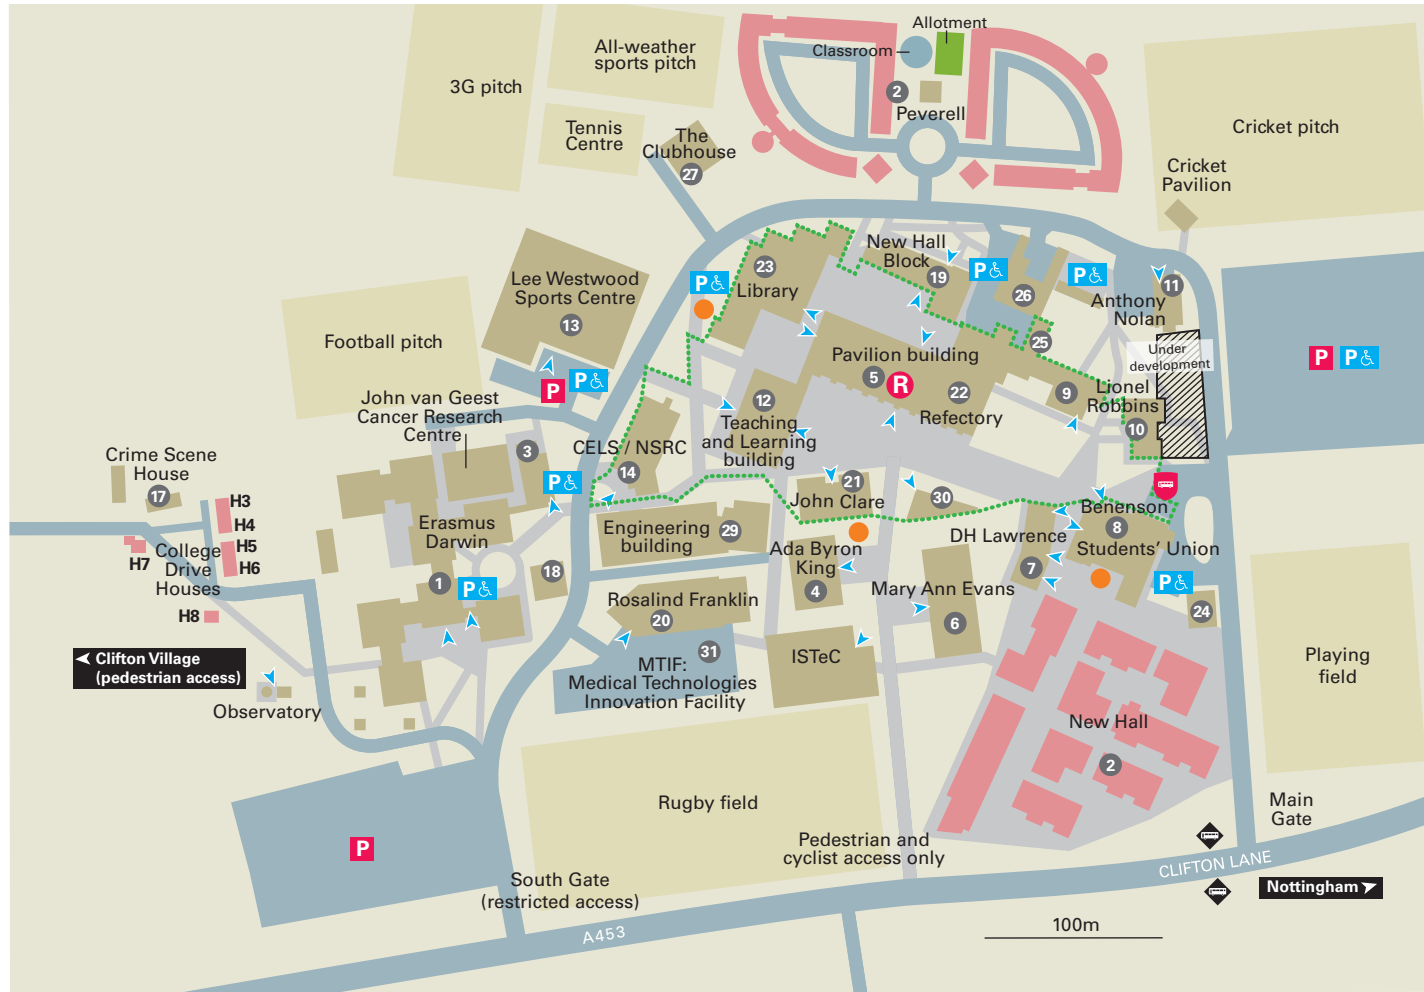 Allotment
Classroom
All-weather
sports pitch
3G pitch
2
Peverell
Tennis
Centre
The
Clubhouse
27
Cricket pitch
Cricket
Pavilion
New Hall
Block
19
23
Library
P
P
P
26
11
Anthony
Nolan
Lee Westwood
Sports Centre
13
Football pitch
25
Under
development
P P
Pavilion building
5 R
22
Refectory
9
Lionel
Robbins
10
P P
John van Geest
Cancer Research
Centre
12
Teaching
and Learning
building
CELS / NSRC
14
3
P
Crime Scene
House
17
H3
H4
H5
H6
H7
College
Drive
Houses
H8
21
John Clare
30
Benenson
8
Students’ Union
DH Lawrence
7
Erasmus
Darwin
Engineering
building
29
Ada Byron
King
4
1
P
18
Mary Ann Evans
6
P
24
Rosalind Franklin
20
31
MTIF:
Medical Technologies
Innovation Facility
ISTeC
Clifton Village
(pedestrian access)
Observatory
Playing
field
New Hall
2
Rugby field
Main
Gate
P
Pedestrian and
cyclist access only
CLIFTON LANE
South Gate
(restricted access)
Nottingham
A453
100m